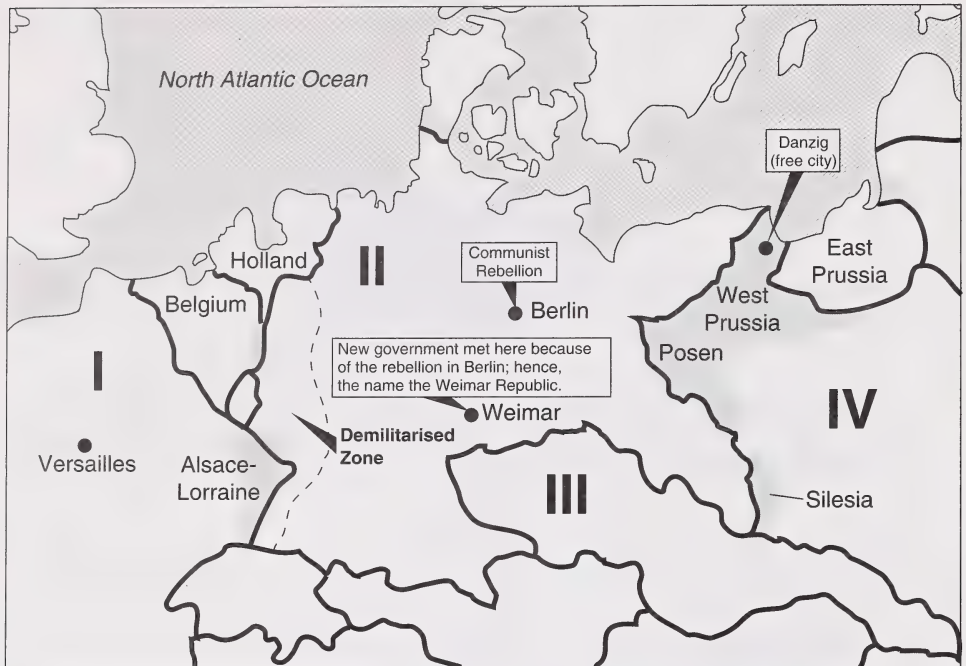 North Atlantic Ocean
Danzig
(free city)
Holland
II
Communist
Rebellion
East
Prussia
Belgium
Berlin
West
Prussia
New government met here because
of the rebellion in Berlin; hence,
the name the Weimar Republic.
Posen
I
IV
Weimar
Versailles
Demilitarised
Zone
Alsace-
Lorraine
III
Silesia